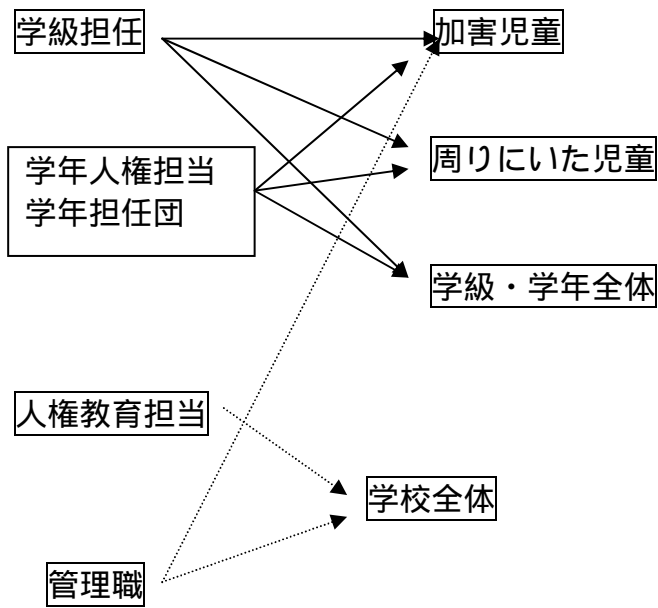 学級担任
加害児童
周りにいた児童
学年人権担当
学年担任団
学級・学年全体
人権教育担当
学校全体
管理職